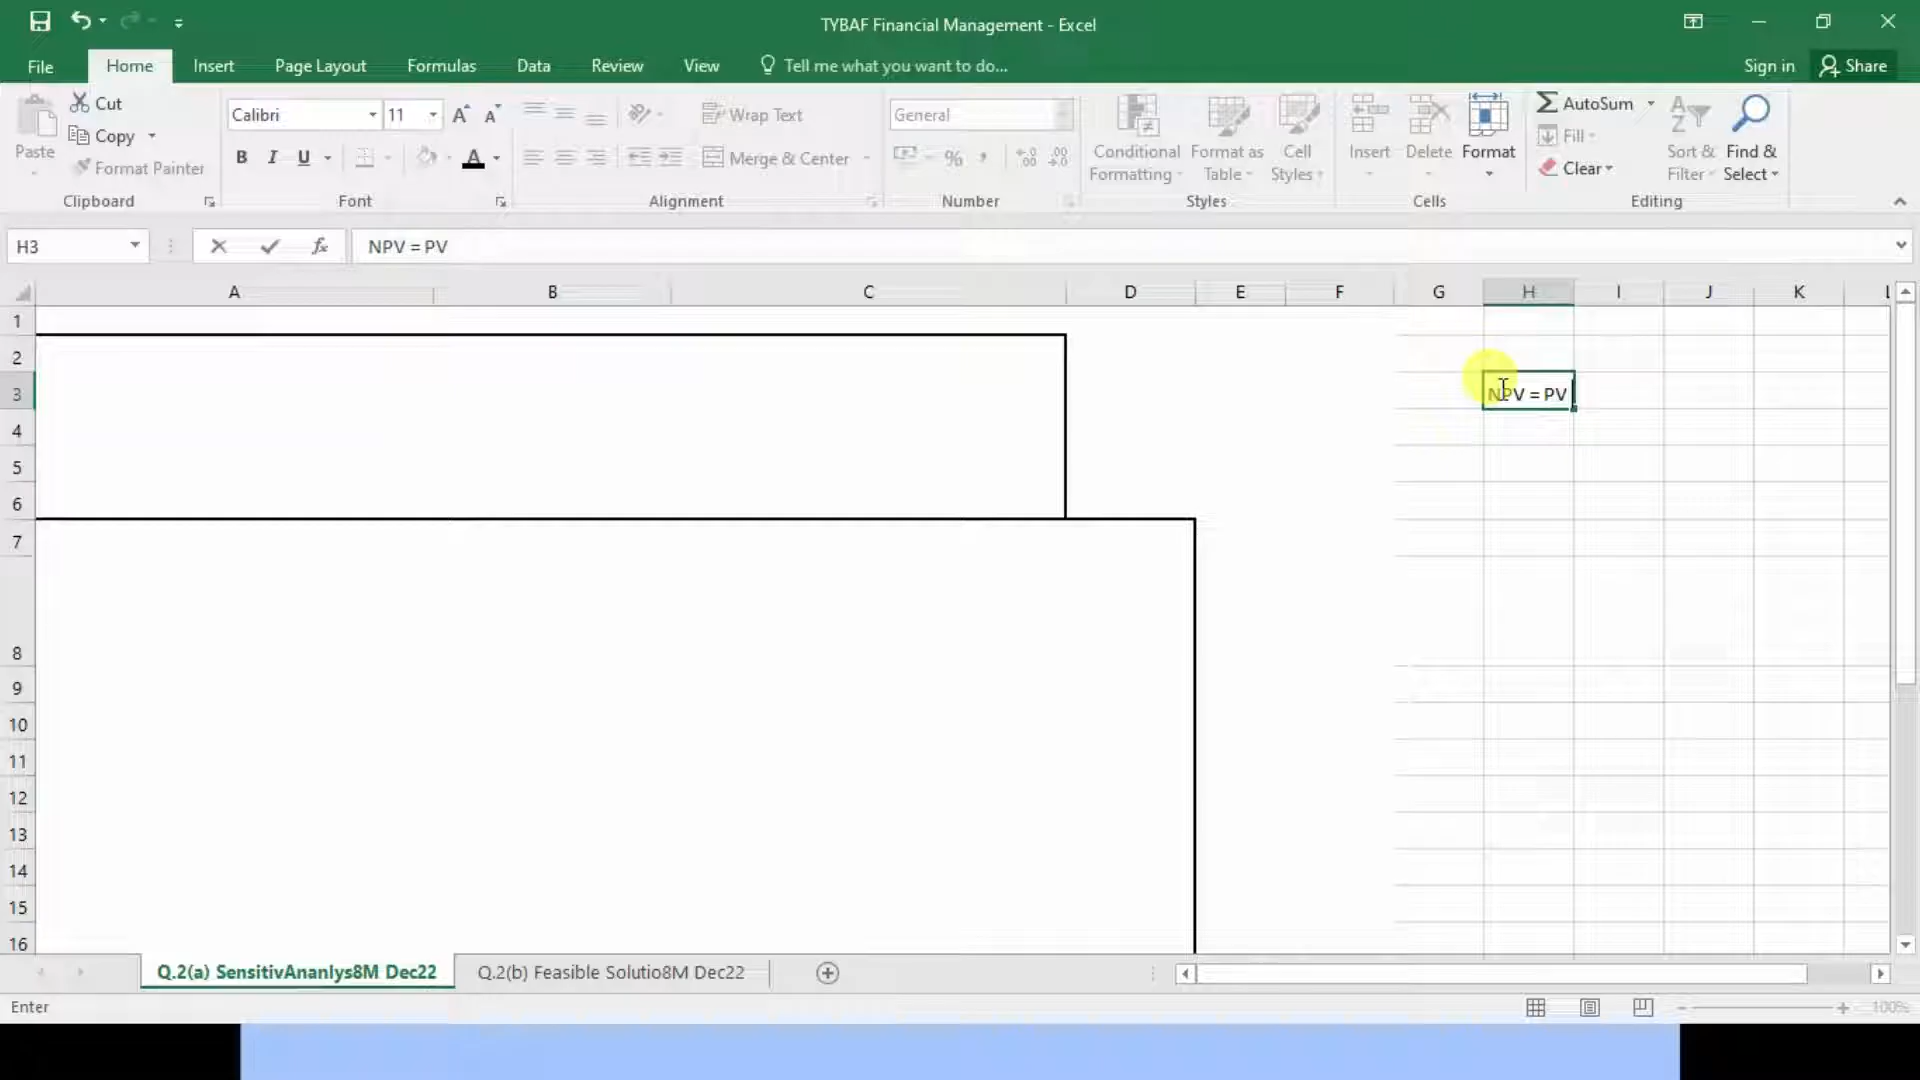 TYBAF Financial Management - Excel
File Home Insert Page Layout Formulas Data Review View Tell me what you want to do... Sign in Share
Cut
Copy
Format Painter
Paste
Calibri 11
B I U A
Wrap Text
Merge & Center
General
%
Conditional Formatting
Format as Table
Cell Styles
Insert
Delete
Format
AutoSum
Fill
Clear
Sort & Filter
Find & Select
Clipboard Font Alignment Number Styles Cells Editing
H3 fx NPV = PV
A B C D E F G H I J K L
1
2
3 NPV = PV
4
5
6
7
8
9
10
11
12
13
14
15
16
Q.2(a) SensitivAnanlys8M Dec22 Q.2(b) Feasible Solutio8M Dec22
Enter 100%